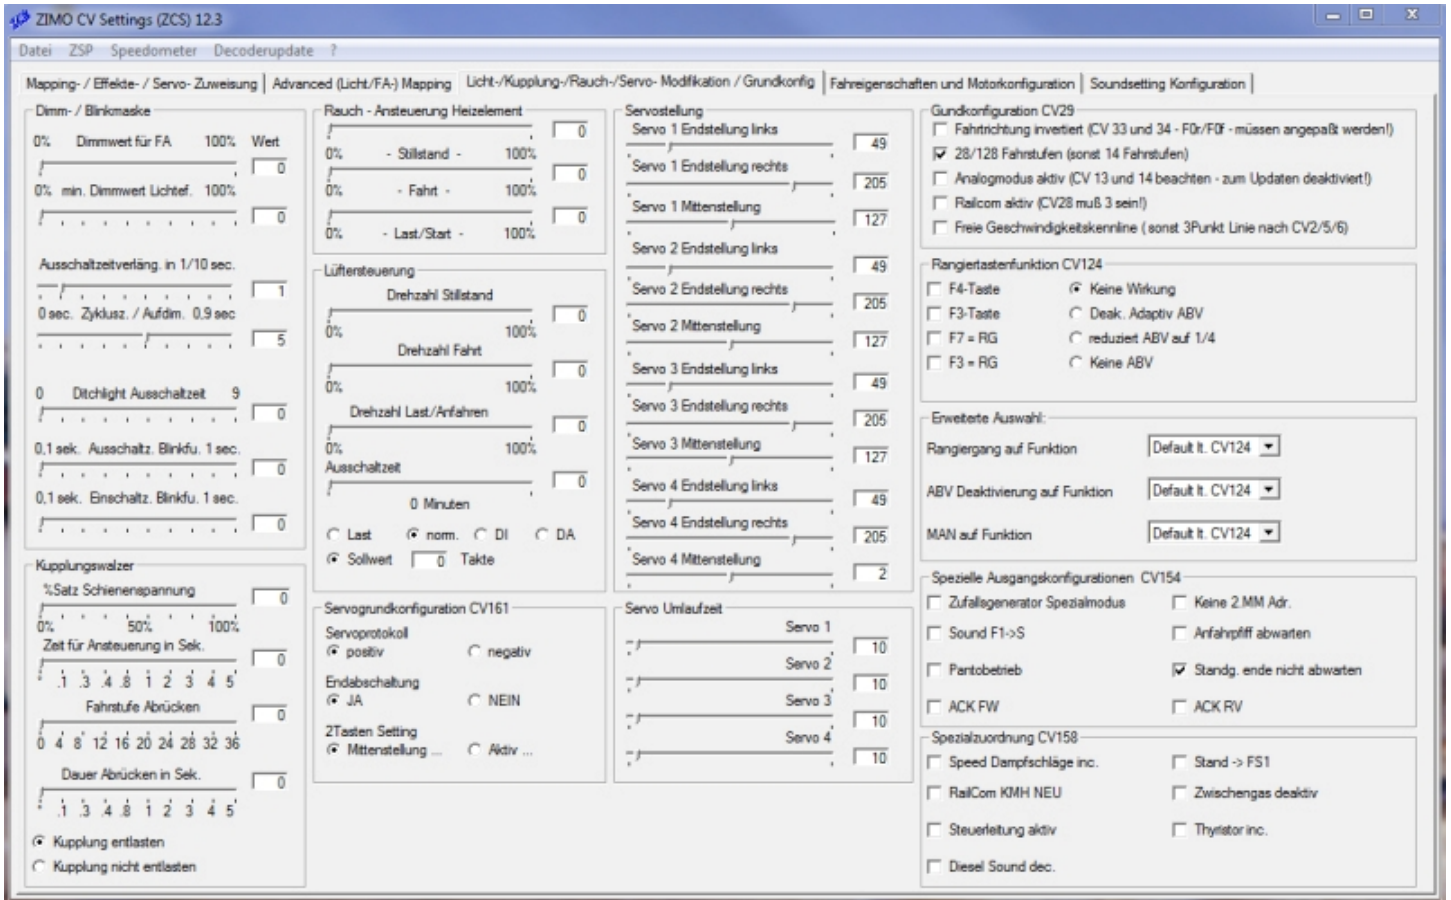 ZIMO CV Settings (ZCS) 12.3
Datei ZSP Speedometer Decoderupdate ?
Mapping- / Effekte- / Servo- Zuweisung
Advanced (Licht/FA-) Mapping
Licht-/Kupplung-/Rauch-/Servo- Modifikation / Grundkonfig
Fahreigenschaften und Motorkonfiguration
Soundsetting Konfiguration
Dimm- / Blinkmaske
0% Dimmwert für FA 100% Wert
0
0% min. Dimmwert Lichtef. 100%
0
Ausschaltzeitverläng. in 1/10 sec.
1
0 sec. Zyklusz. / Aufdim. 0,9 sec
5
0 Ditchlight Ausschaltzeit 9
0
0,1 sek. Ausschaltz. Blinkfu. 1 sec.
0
0,1 sek. Einschaltz. Blinkfu. 1 sec.
0
Kupplungswalzer
%Satz Schienenspannung
0
0% 50% 100%
Zeit für Ansteuerung in Sek.
0
.1 .3 .4 .8 1 2 3 4 5
Fahrstufe Abrücken
0
0 4 8 12 16 20 24 28 32 36
Dauer Abrücken in Sek.
0
.1 .3 .4 .8 1 2 3 4 5
Kupplung entlasten
Kupplung nicht entlasten
Rauch - Ansteuerung Heizelement
0
0% - Stillstand - 100%
0
0% - Fahrt - 100%
0
0% - Last/Start - 100%
Lüftersteuerung
Drehzahl Stillstand
0
0% 100%
Drehzahl Fahrt
0
0% 100%
Drehzahl Last/Anfahren
0
0% 100%
Ausschaltzeit
0
0 Minuten
Last norm. DI DA
Sollwert 0 Takte
Servogrundkonfiguration CV161
Servoprotokoll
positiv negativ
Endabschaltung
JA NEIN
2Tasten Setting
Mittenstellung ... Aktiv ...
Servostellung
Servo 1 Endstellung links
49
Servo 1 Endstellung rechts
205
Servo 1 Mittenstellung
127
Servo 2 Endstellung links
49
Servo 2 Endstellung rechts
205
Servo 2 Mittenstellung
127
Servo 3 Endstellung links
49
Servo 3 Endstellung rechts
205
Servo 3 Mittenstellung
127
Servo 4 Endstellung links
49
Servo 4 Endstellung rechts
205
Servo 4 Mittenstellung
2
Servo Umlaufzeit
Servo 1
10
Servo 2
10
Servo 3
10
Servo 4
10
Gundkonfiguration CV29
Fahrtrichtung invertiert (CV 33 und 34 - F0r/F0f - müssen angepaßt werden!)
28/128 Fahrstufen (sonst 14 Fahrstufen)
Analogmodus aktiv (CV 13 und 14 beachten - zum Updaten deaktiviert!)
Railcom aktiv (CV28 muß 3 sein!)
Freie Geschwindigkeitskennline ( sonst 3Punkt Linie nach CV2/5/6)
Rangiertastenfunktion CV124
F4-Taste Keine Wirkung
F3-Taste Deak. Adaptiv ABV
F7 = RG reduziert ABV auf 1/4
F3 = RG Keine ABV
Erweiterte Auswahl:
Rangiergang auf Funktion Default lt. CV124
ABV Deaktivierung auf Funktion Default lt. CV124
MAN auf Funktion Default lt. CV124
Spezielle Ausgangskonfigurationen CV154
Zufallsgenerator Spezialmodus Keine 2.MM Adr.
Sound F1->S Anfahrpfiff abwarten
Pantobetrieb Standg. ende nicht abwarten
ACK FW ACK RV
Spezialzuordnung CV158
Speed Dampfschläge inc. Stand -> FS1
RailCom KMH NEU Zwischengas deaktiv
Steuerleitung aktiv Thyristor inc.
Diesel Sound dec.